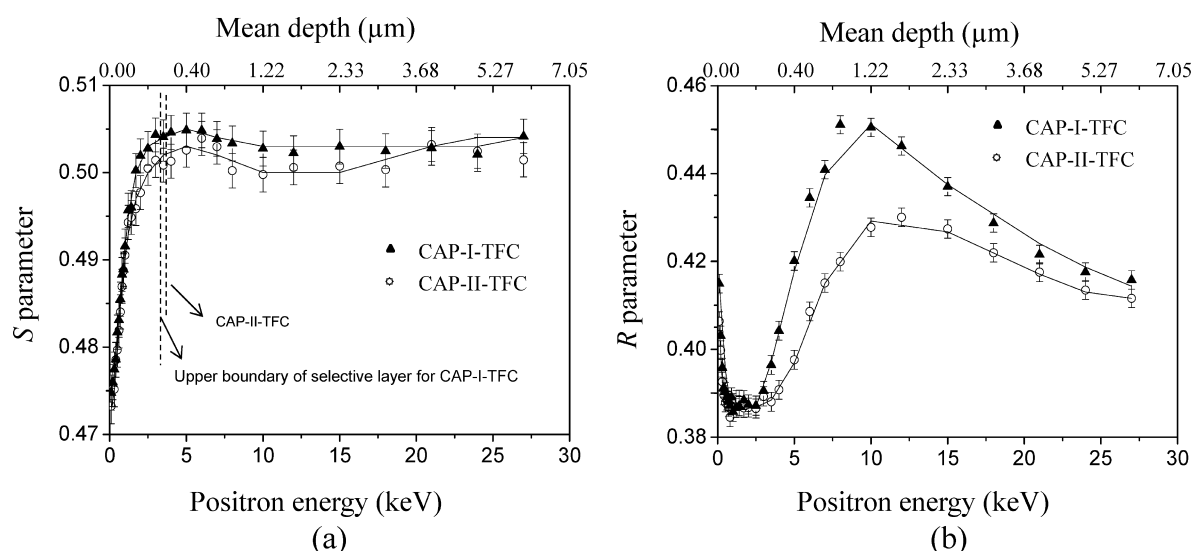 Mean depth (µm)
0.00 0.40 1.22 2.33 3.68 5.27 7.05
0.51
0.50
0.49
0.48
0.47
S parameter
CAP-I-TFC
CAP-II-TFC
CAP-II-TFC
Upper boundary of selective layer for CAP-I-TFC
0 5 10 15 20 25 30
Positron energy (keV)
(a)
Mean depth (µm)
0.00 0.40 1.22 2.33 3.68 5.27 7.05
0.46
0.44
0.42
0.40
0.38
R parameter
CAP-I-TFC
CAP-II-TFC
0 5 10 15 20 25 30
Positron energy (keV)
(b)